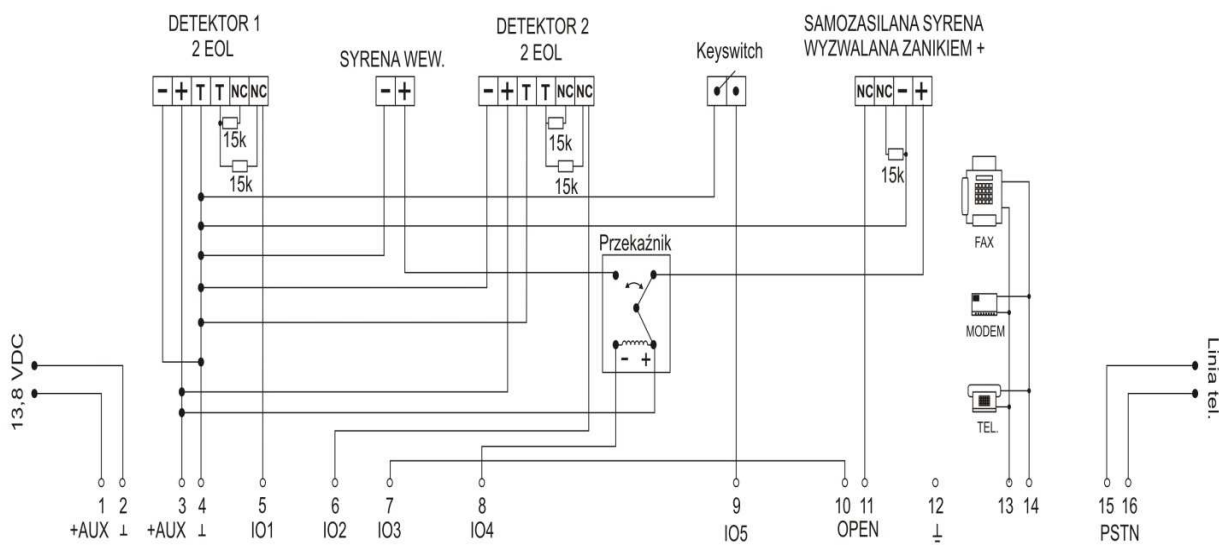 DETEKTOR 1
2 EOL
SYRENA WEW.
DETEKTOR 2
2 EOL
Keyswitch
SAMOZASILANA SYRENA
WYZWALANA ZANIKIEM +
− + T T NC NC
− +
− + T T NC NC
NC NC − +
15k
15k
15k
15k
15k
Przekaźnik
− +
FAX
MODEM
TEL.
13,8 VDC
Linia tel.
1 2 3 4 5 6 7 8 9 10 11 12 13 14 15 16
+AUX ⊥ +AUX ⊥ IO1 IO2 IO3 IO4 IO5 OPEN ⏚ PSTN